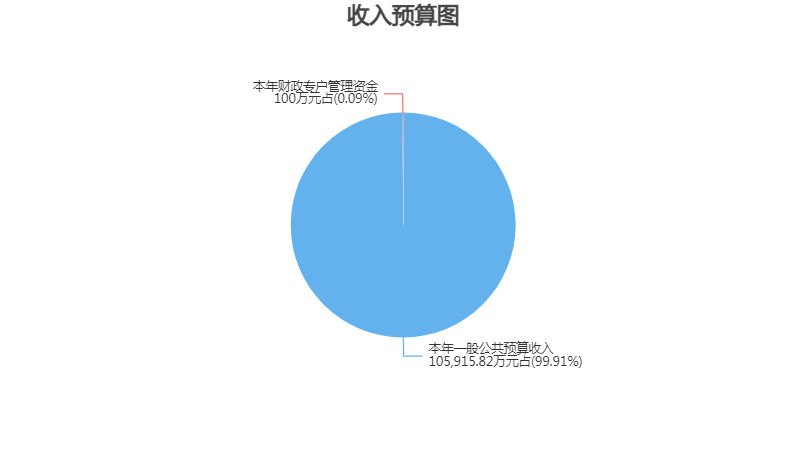 收入预算图
本年财政专户管理资金
100万元占(0.09%)
本年一般公共预算收入
105,915.82万元占(99.91%)